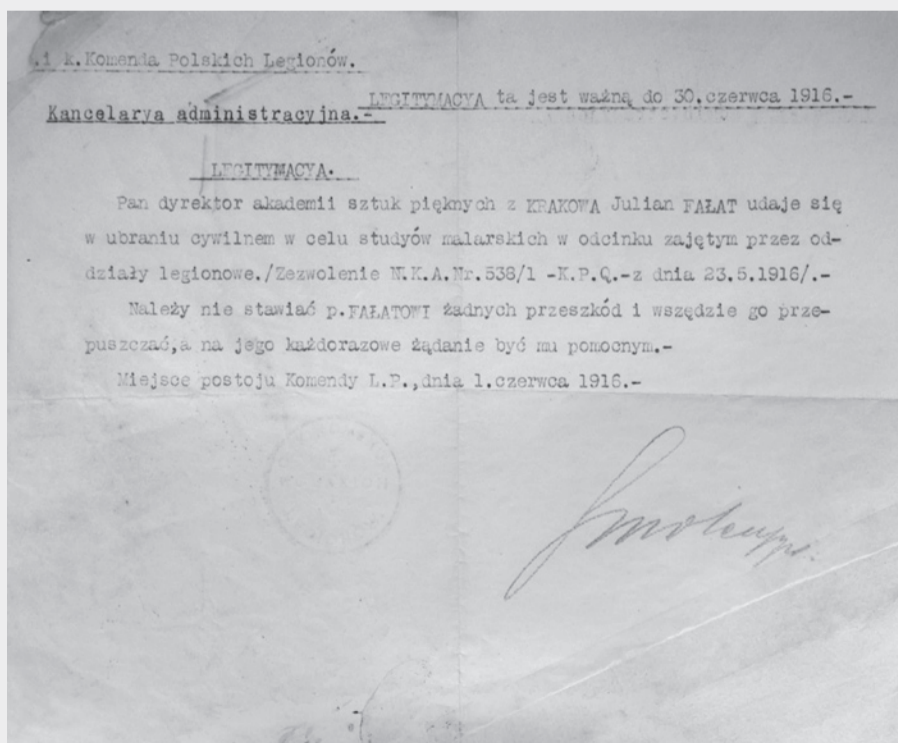 .i k.Komenda Polskich Legionów.
LEGITYMACYA ta jest ważną do 30.czerwca 1916.-
Kancelarya administracyjna.-
LEGITYMACYA.
Pan dyrektor akademii sztuk pięknych z KRAKOWA Julian FAŁAT udaje się
w ubraniu cywilnem w celu studyów malarskich w odcinku zajętym przez od-
działy legionowe./Zezwolenie N.K.A.Nr.538/1 -K.P.Q.-z dnia 23.5.1916/.-
Należy nie stawiać p.FAŁATOWI żadnych przeszkód i wszędzie go prze-
puszczać,a na jego każdorazowe żądanie być mu pomocnym.-
Miejsce postoju Komendy L.P.,dnia 1.czerwca 1916.-